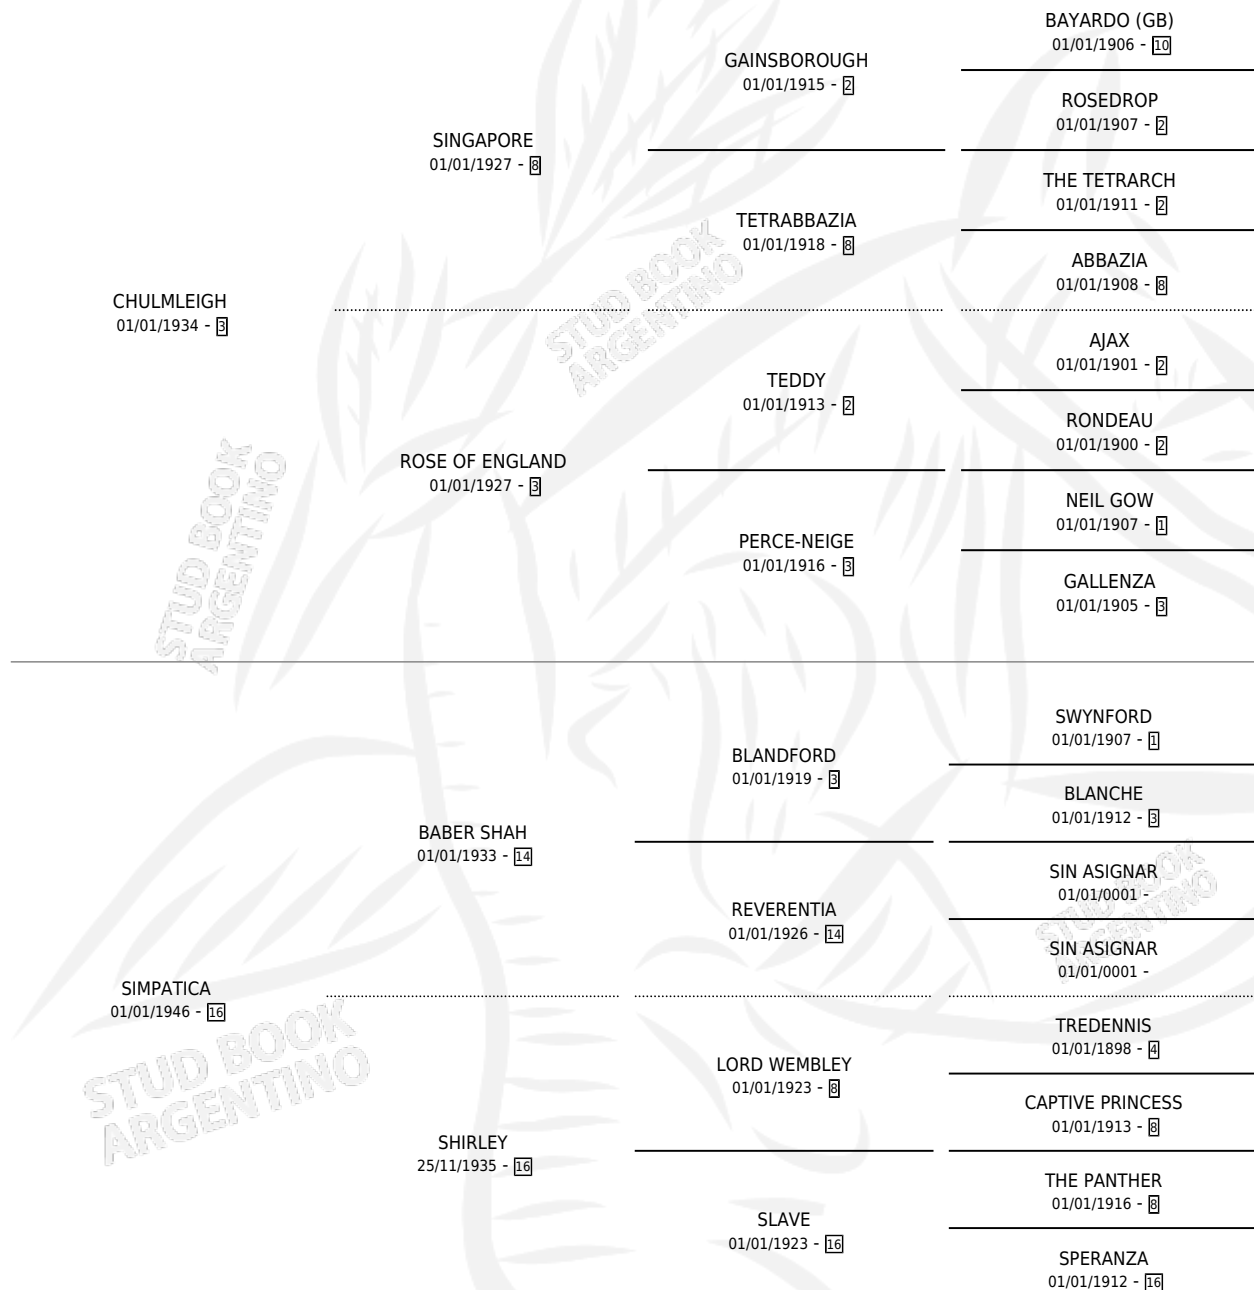 BAYARDO (GB)
01/01/1906 - 10
GAINSBOROUGH
01/01/1915 - 2
ROSEDROP
01/01/1907 - 2
SINGAPORE
01/01/1927 - 8
THE TETRARCH
01/01/1911 - 2
TETRABBAZIA
01/01/1918 - 8
ABBAZIA
01/01/1908 - 8
CHULMLEIGH
01/01/1934 - 3
AJAX
01/01/1901 - 2
TEDDY
01/01/1913 - 2
RONDEAU
01/01/1900 - 2
ROSE OF ENGLAND
01/01/1927 - 3
NEIL GOW
01/01/1907 - 1
PERCE-NEIGE
01/01/1916 - 3
GALLENZA
01/01/1905 - 3
STUD BOOK
ARGENTINO
STUD BOOK
ARGENTINO
SWYNFORD
01/01/1907 - 1
BLANDFORD
01/01/1919 - 3
BLANCHE
01/01/1912 - 3
BABER SHAH
01/01/1933 - 14
SIN ASIGNAR
01/01/0001 -
REVERENTIA
01/01/1926 - 14
SIN ASIGNAR
01/01/0001 -
SIMPATICA
01/01/1946 - 16
TREDENNIS
01/01/1898 - 4
LORD WEMBLEY
01/01/1923 - 8
CAPTIVE PRINCESS
01/01/1913 - 8
SHIRLEY
25/11/1935 - 16
THE PANTHER
01/01/1916 - 8
SLAVE
01/01/1923 - 16
SPERANZA
01/01/1912 - 16
STUD BOOK
ARGENTINO
STUD BOOK
ARGENTINO